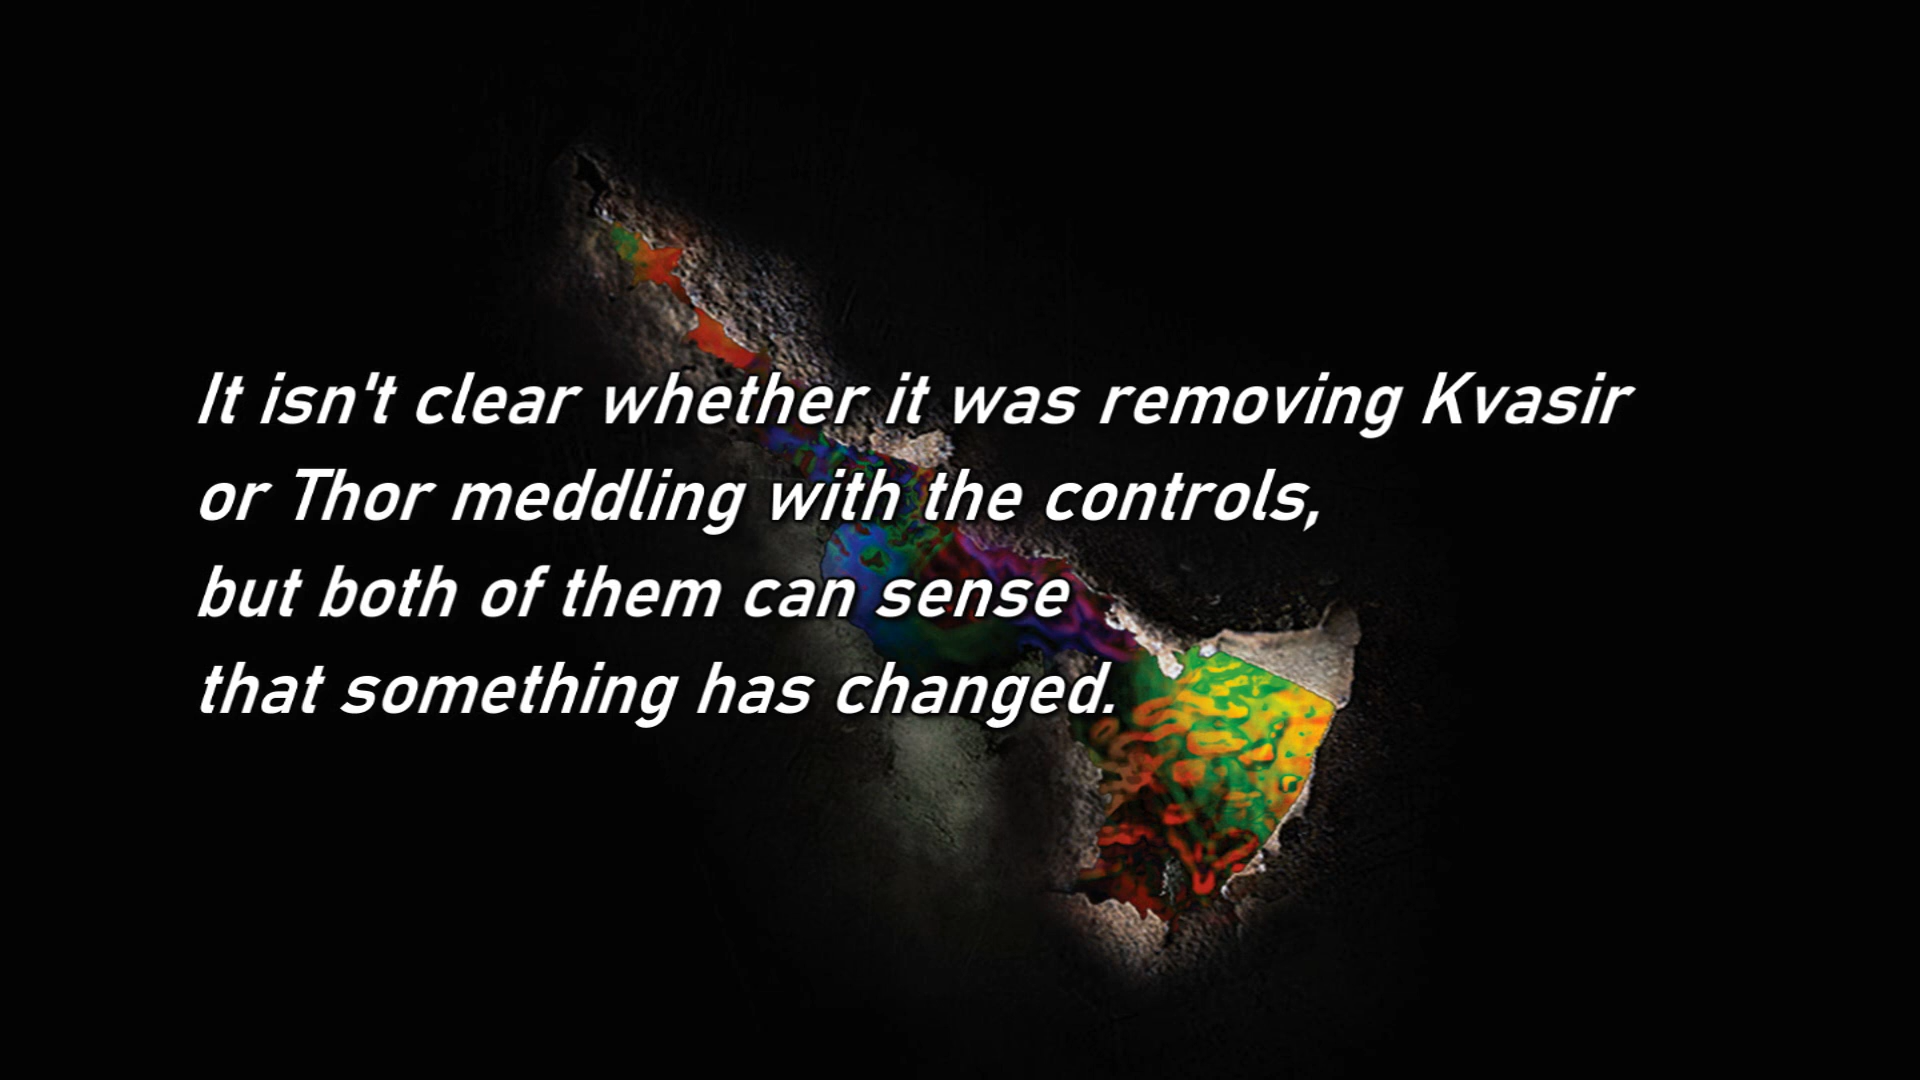 It isn't clear whether it was removing Kvasir
or Thor meddling with the controls,
but both of them can sense
that something has changed.